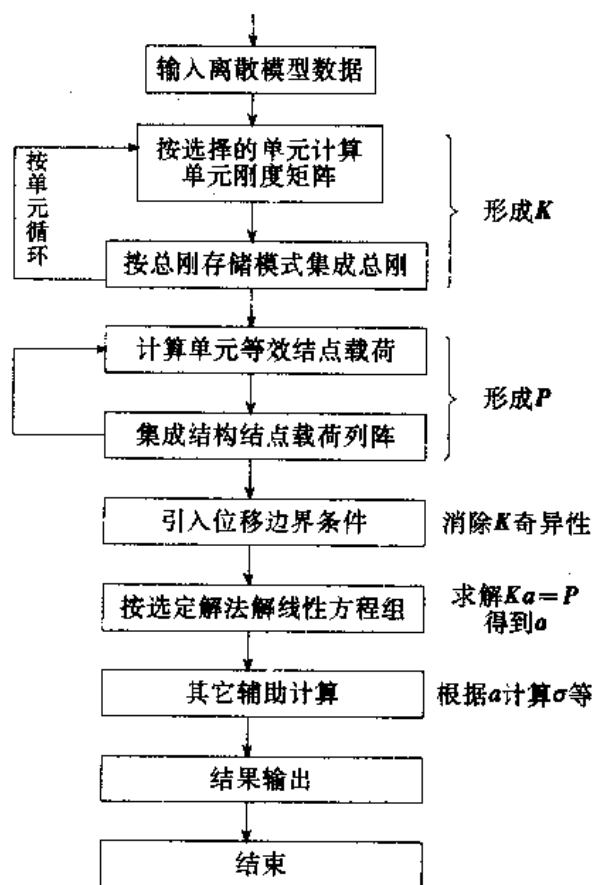 输入离散模型数据
按选择的单元计算
单元刚度矩阵
按单元循环
形成K
按总刚存储模式集成总刚
计算单元等效结点载荷
形成P
集成结构结点载荷列阵
引入位移边界条件
消除K奇异性
按选定解法解线性方程组
求解Ka=P
得到a
其它辅助计算
根据a计算σ等
结果输出
结束